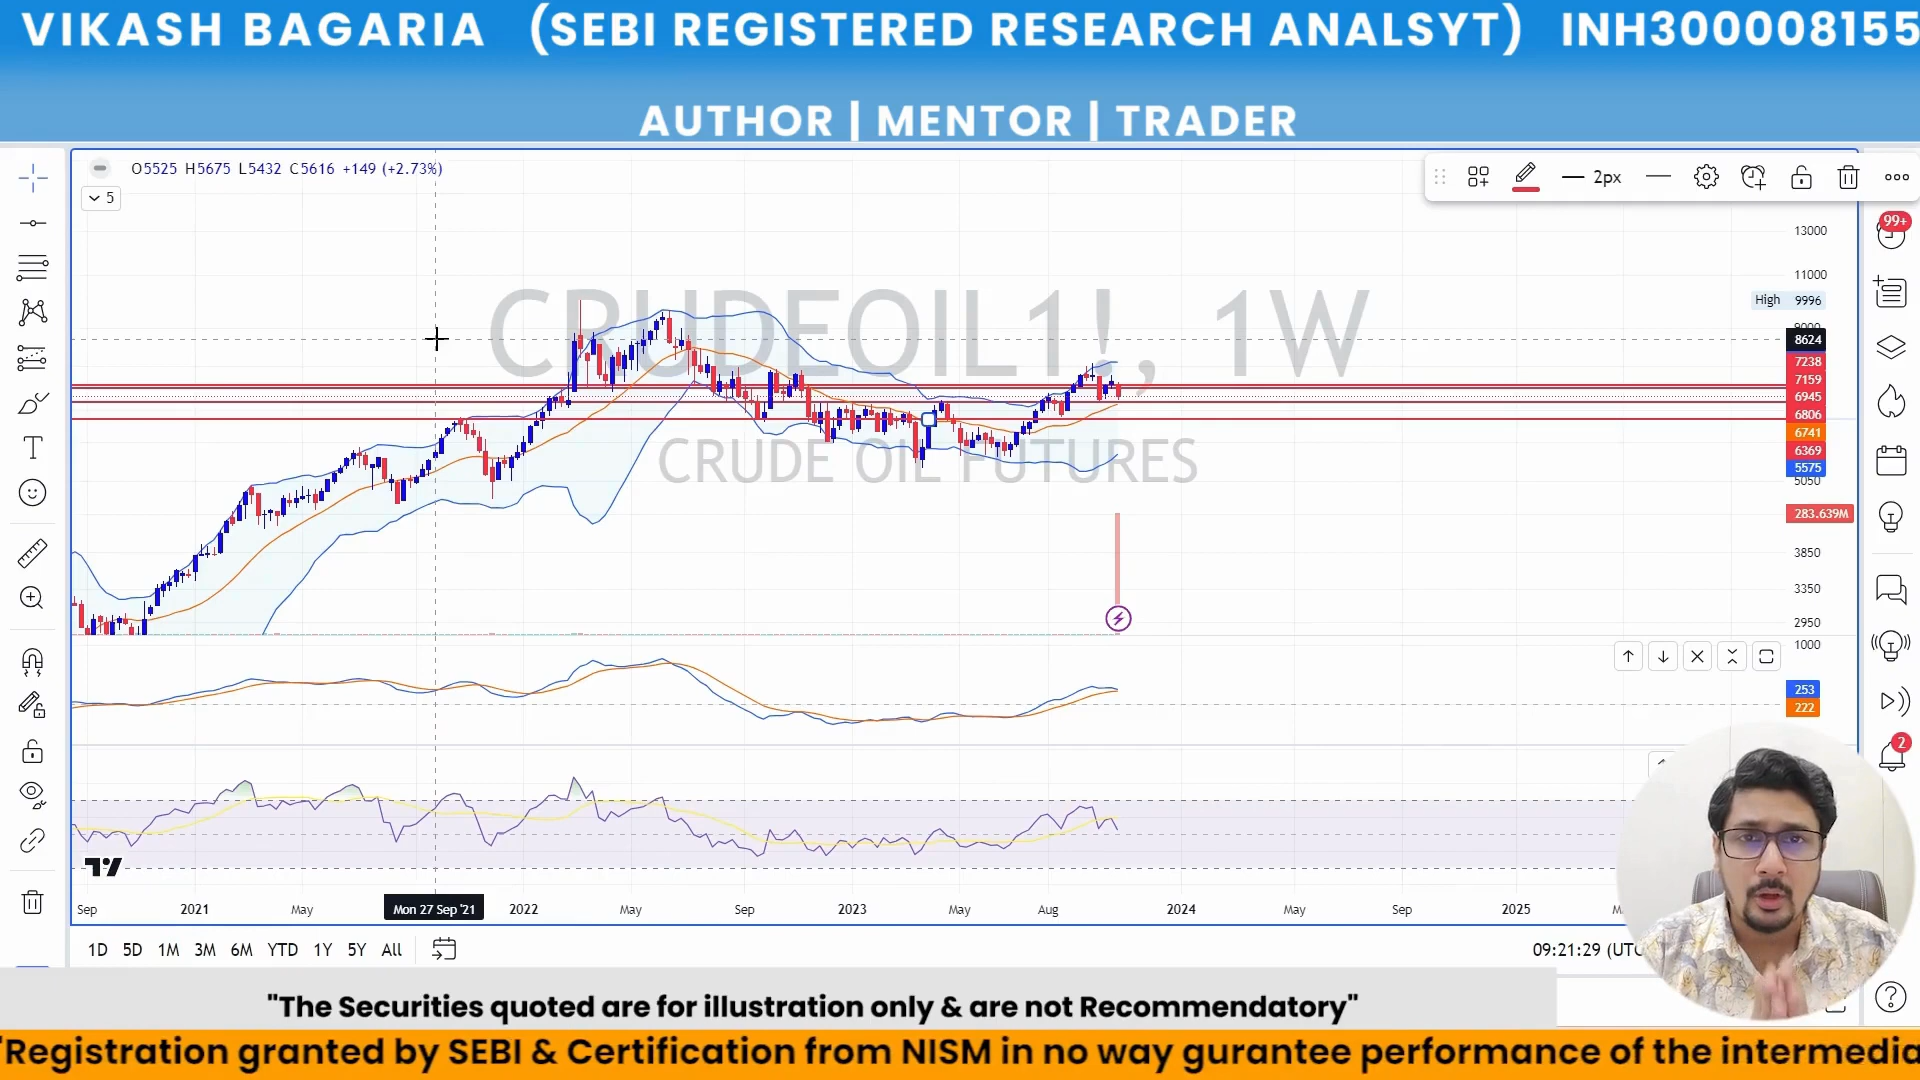 VIKASH BAGARIA (SEBI REGISTERED RESEARCH ANALSYT) INH300008155
AUTHOR | MENTOR | TRADER
O5525 H5675 L5432 C5616 +149 (+2.73%)
5
2px
99+
CRUDEOIL1!, 1W
CRUDE OIL FUTURES
13000
11000
High 9996
9000
8624
7238
7159
6945
6806
6741
6369
5575
5050
283.639M
3850
3350
2950
1000
253
222
2
Sep
2021
May
Mon 27 Sep '21
2022
May
Sep
2023
May
Aug
2024
May
Sep
2025
1D 5D 1M 3M 6M YTD 1Y 5Y All
09:21:29 (UTC
"The Securities quoted are for illustration only & are not Recommendatory"
"Registration granted by SEBI & Certification from NISM in no way gurantee performance of the intermedia